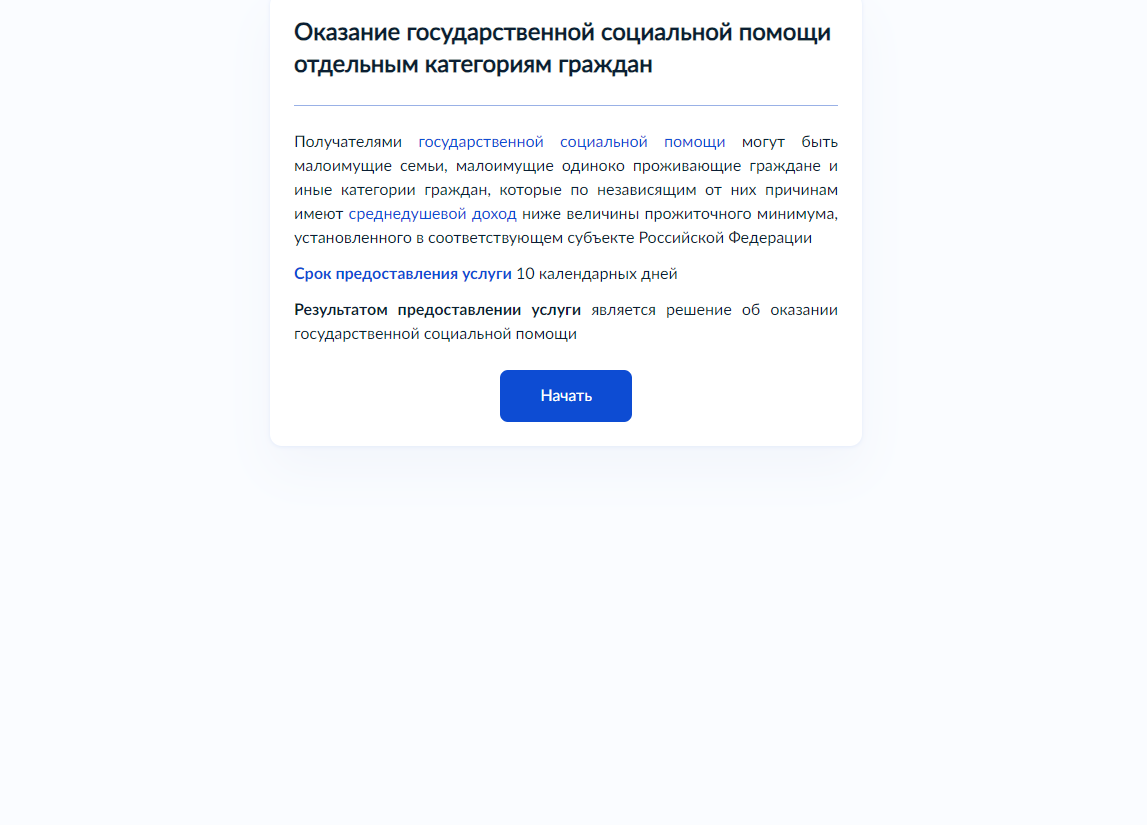 Оказание государственной социальной помощи
отдельным категориям граждан
Получателями государственной социальной помощи могут быть
малоимущие семьи, малоимущие одиноко проживающие граждане и
иные категории граждан, которые по независящим от них причинам
имеют среднедушевой доход ниже величины прожиточного минимума,
установленного в соответствующем субъекте Российской Федерации
Срок предоставления услуги 10 календарных дней
Результатом предоставлении услуги является решение об оказании
государственной социальной помощи
Начать